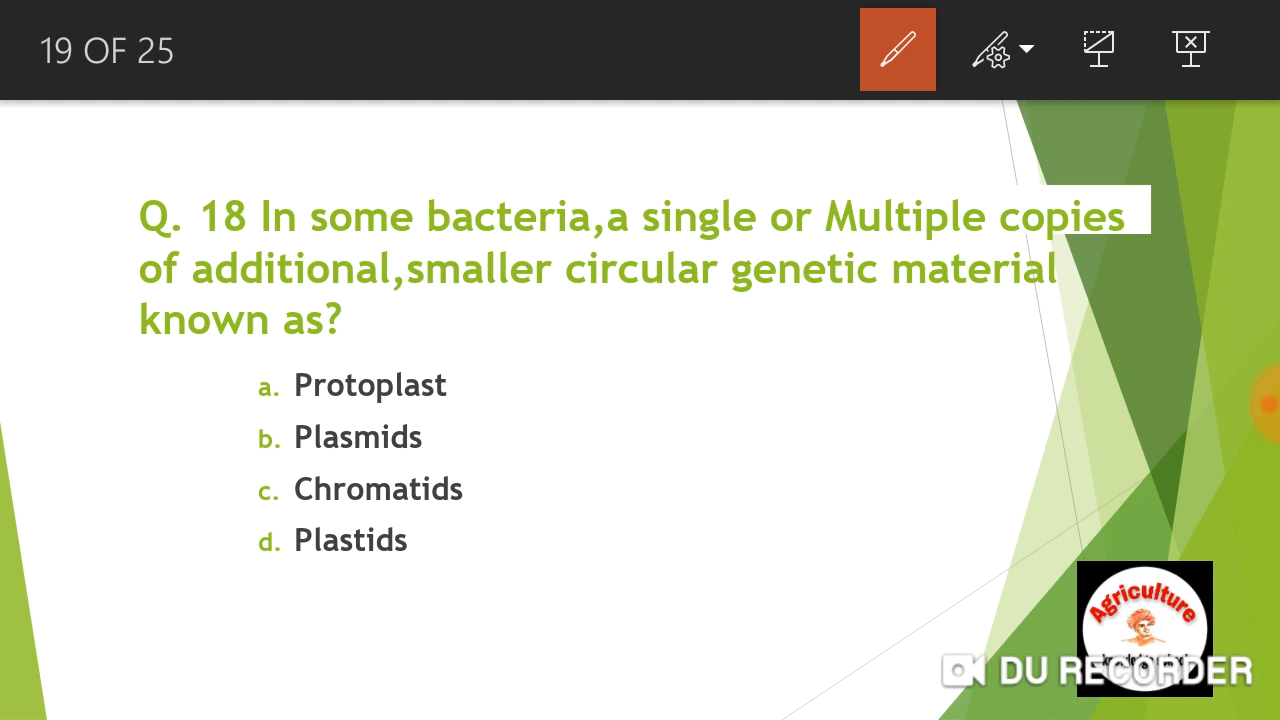 19 OF 25
Q. 18 In some bacteria,a single or Multiple copies
of additional,smaller circular genetic material
known as?
a. Protoplast
b. Plasmids
c. Chromatids
d. Plastids
Agriculture
DU RECORDER